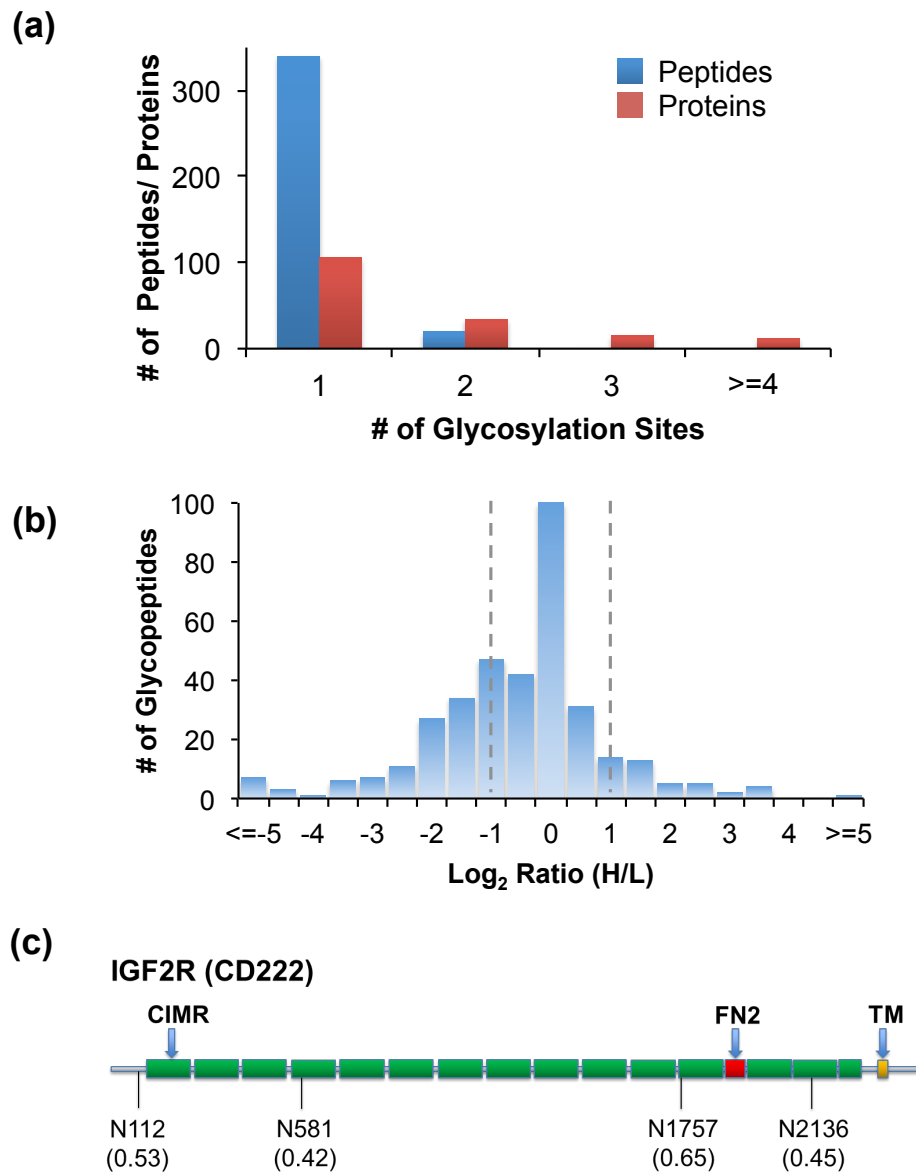 (a)
# of Peptides/ Proteins
300
200
100
0
Peptides
Proteins
1 2 3 >=4
# of Glycosylation Sites
(b)
# of Glycopeptides
100
80
60
40
20
0
<=-5 -4 -3 -2 -1 0 1 2 3 4 >=5
Log2 Ratio (H/L)
(c)
IGF2R (CD222)
CIMR FN2 TM
N112 N581 N1757 N2136
(0.53) (0.42) (0.65) (0.45)